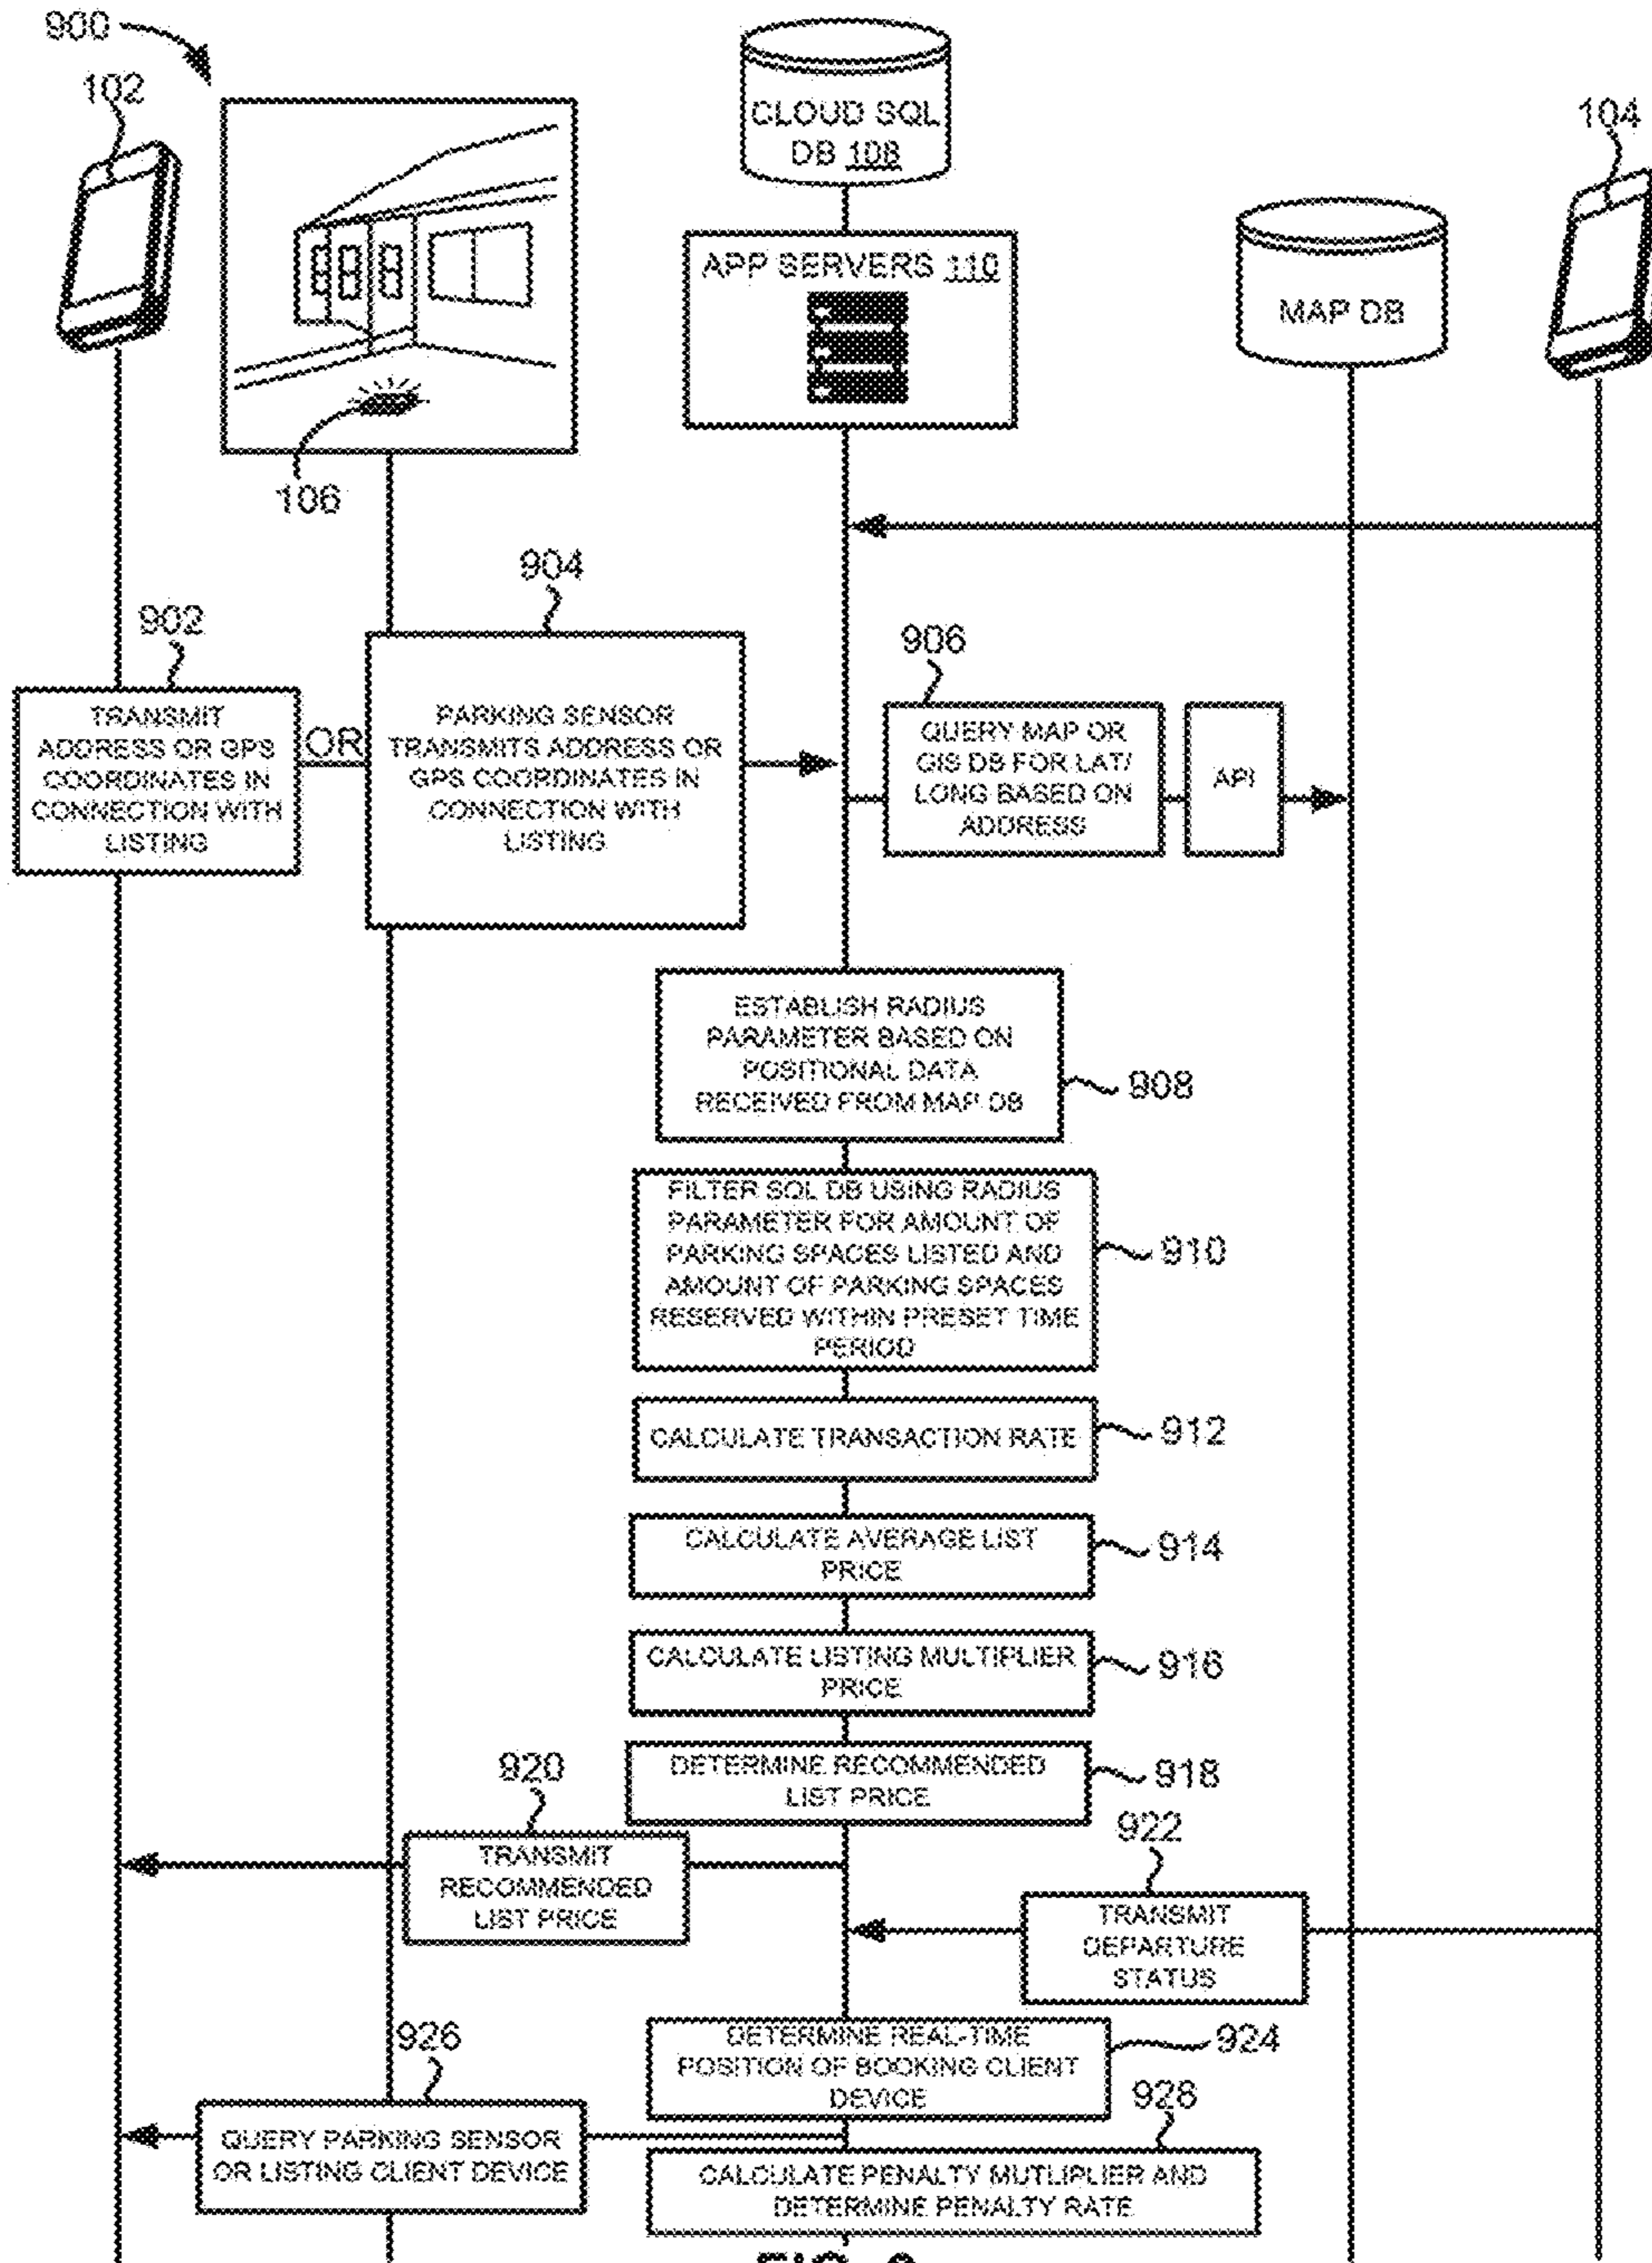 900
102
CLOUD SQL
DB 108
104
APP SERVERS 110
MAP DB
106
904
902
906
TRANSMIT
ADDRESS OR GPS
COORDINATES IN
CONNECTION WITH
LISTING
OR
PARKING SENSOR
TRANSMITS ADDRESS OR
GPS COORDINATES IN
CONNECTION WITH
LISTING
QUERY MAP OR
GIS DB FOR LAT/
LONG BASED ON
ADDRESS
API
ESTABLISH RADIUS
PARAMETER BASED ON
POSITIONAL DATA
RECEIVED FROM MAP DB
908
FILTER SQL DB USING RADIUS
PARAMETER FOR AMOUNT OF
PARKING SPACES LISTED AND
AMOUNT OF PARKING SPACES
RESERVED WITHIN PRESET TIME
PERIOD
910
CALCULATE TRANSACTION RATE
912
CALCULATE AVERAGE LIST
PRICE
914
CALCULATE LISTING MULTIPLIER
PRICE
916
DETERMINE RECOMMENDED
LIST PRICE
918
920
TRANSMIT
RECOMMENDED
LIST PRICE
922
TRANSMIT
DEPARTURE
STATUS
DETERMINE REAL-TIME
POSITION OF BOOKING CLIENT
DEVICE
924
926
QUERY PARKING SENSOR
OR LISTING CLIENT DEVICE
928
CALCULATE PENALTY MUTLIPLIER AND
DETERMINE PENALTY RATE